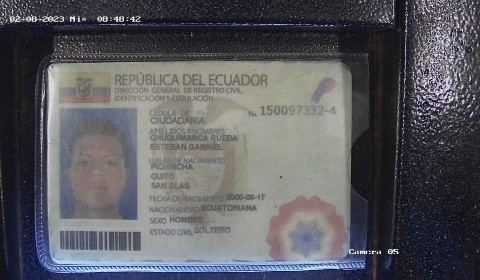 02-08-2023 Mie 08:48:42
REPÚBLICA DEL ECUADOR
DIRECCIÓN GENERAL DE REGISTRO CIVIL,
IDENTIFICACIÓN Y CEDULACIÓN
CÉDULA DE No. 150097332-4
CIUDADANÍA
APELLIDOS Y NOMBRES
CHUQUIMARCA RUEDA
ESTEBAN GABRIEL
LUGAR DE NACIMIENTO
PICHINCHA
QUITO
SAN BLAS
FECHA DE NACIMIENTO 2000-06-17
NACIONALIDAD ECUATORIANA
SEXO HOMBRE
ESTADO CIVIL SOLTERO
Camera 05